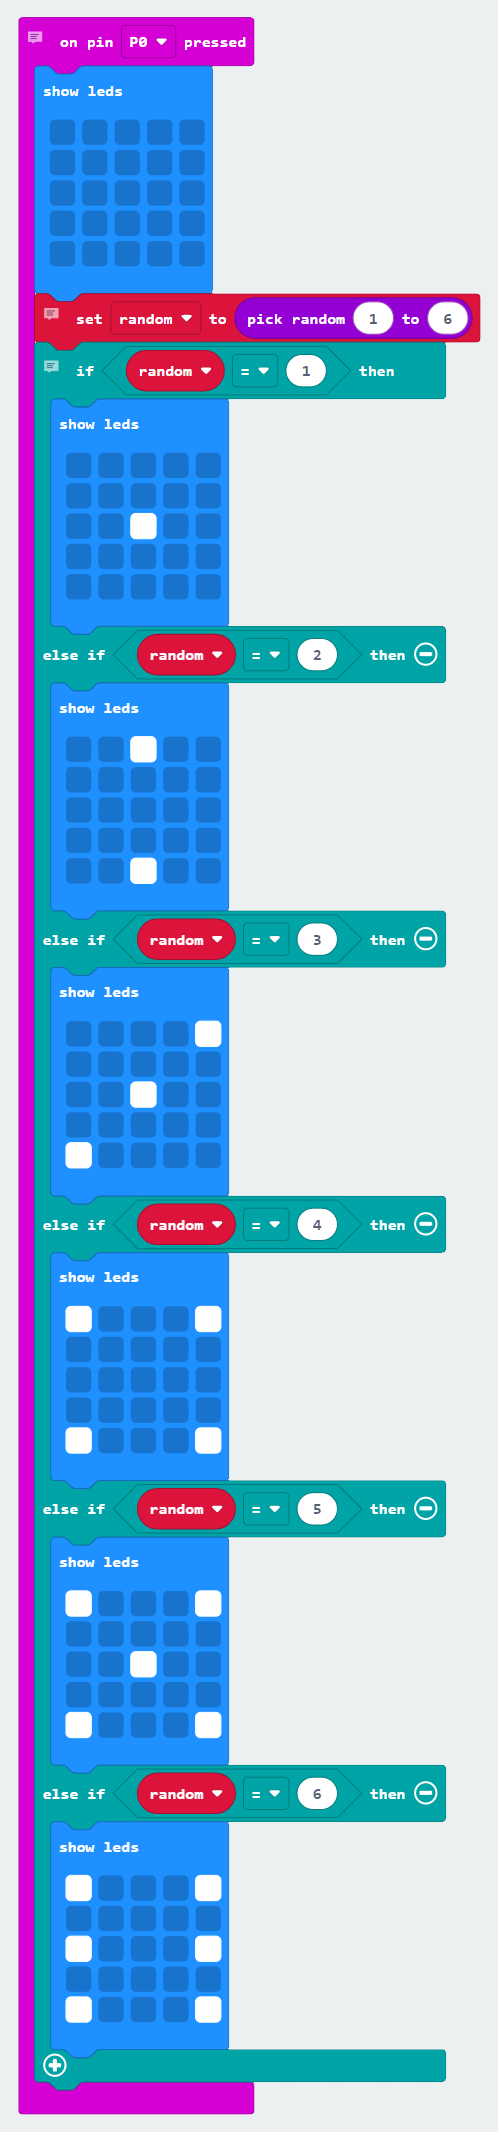 on pin P0 pressed
show leds
set random to pick random 1 to 6
if random = 1 then
show leds
else if random = 2 then
show leds
else if random = 3 then
show leds
else if random = 4 then
show leds
else if random = 5 then
show leds
else if random = 6 then
show leds